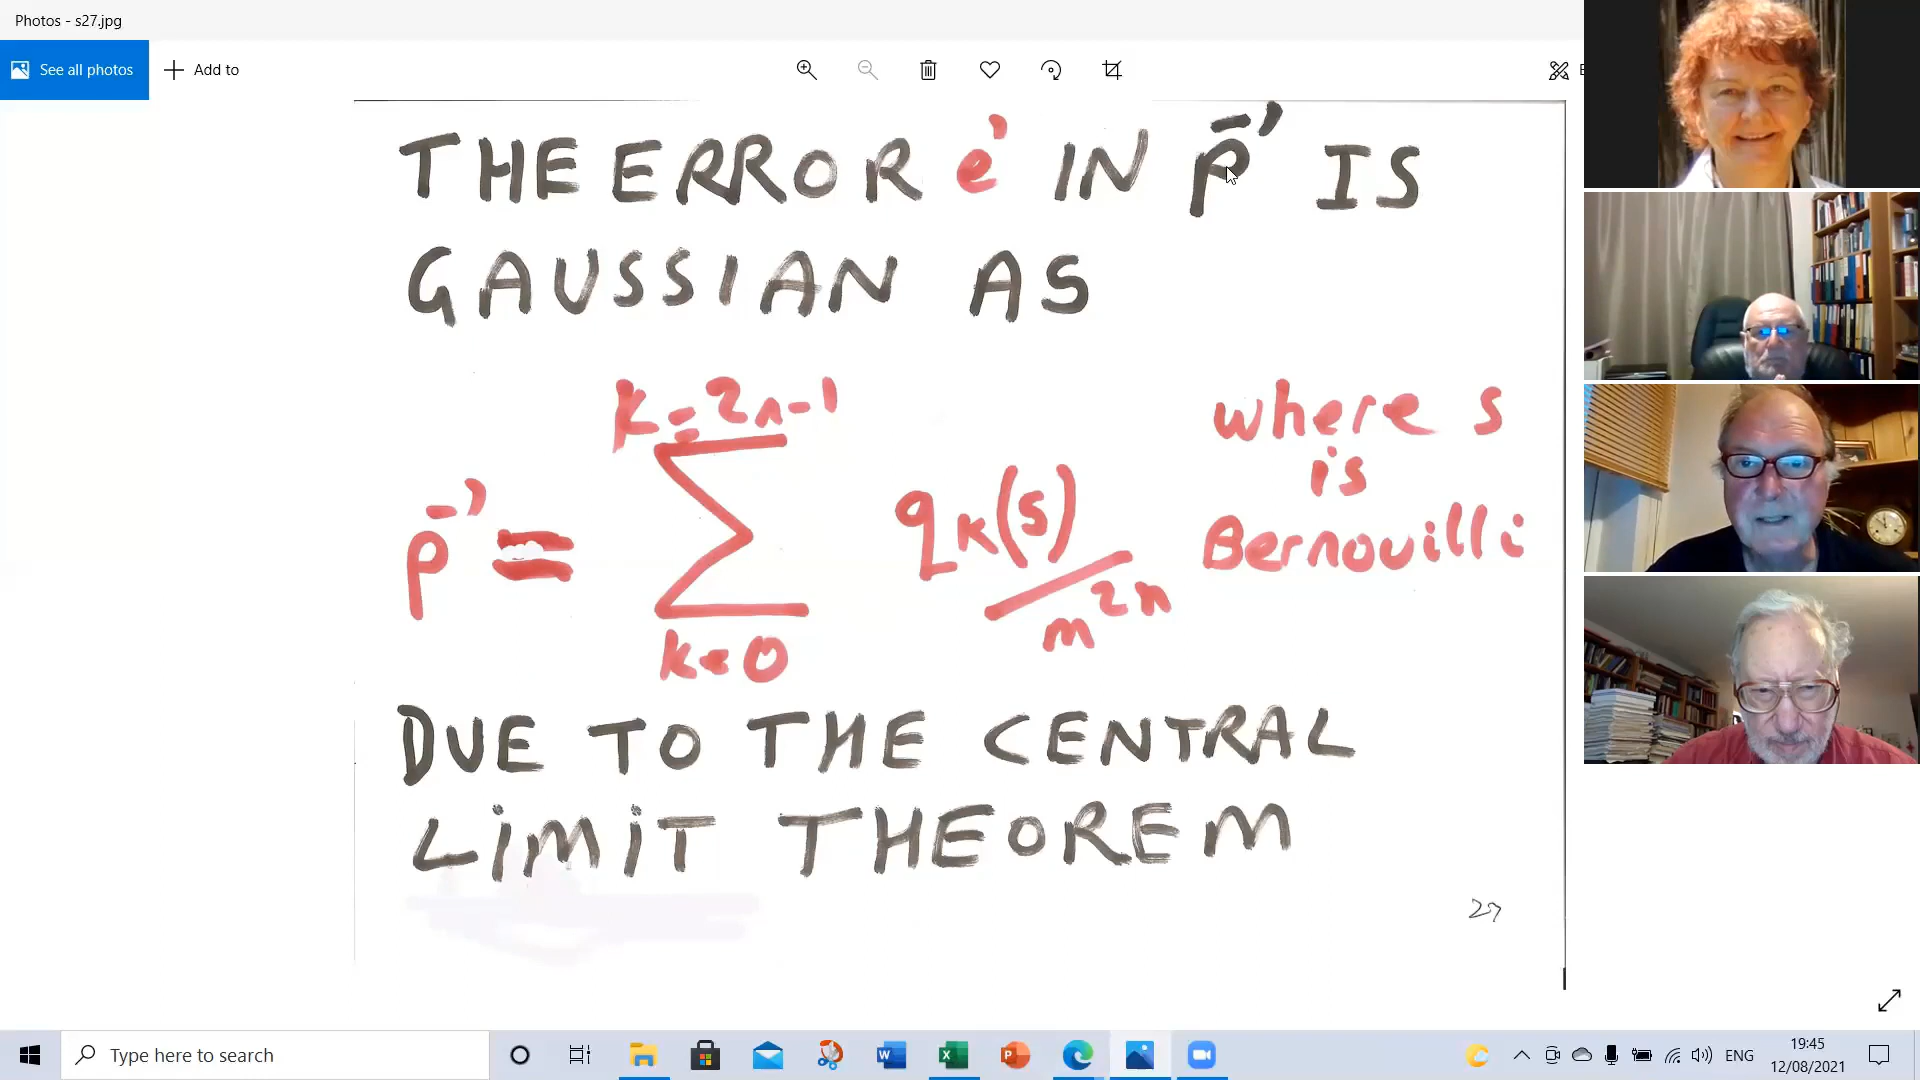 Photos - s27.jpg
See all photos
Add to
THE ERROR e' IN p̄' IS
GAUSSIAN AS
k=2n-1
p̄' = Σ qk(s)/m^2n
k=0
where s
is
Bernouilli
DUE TO THE CENTRAL
LiMiT THEOREM
27
Type here to search
ENG
19:45
12/08/2021